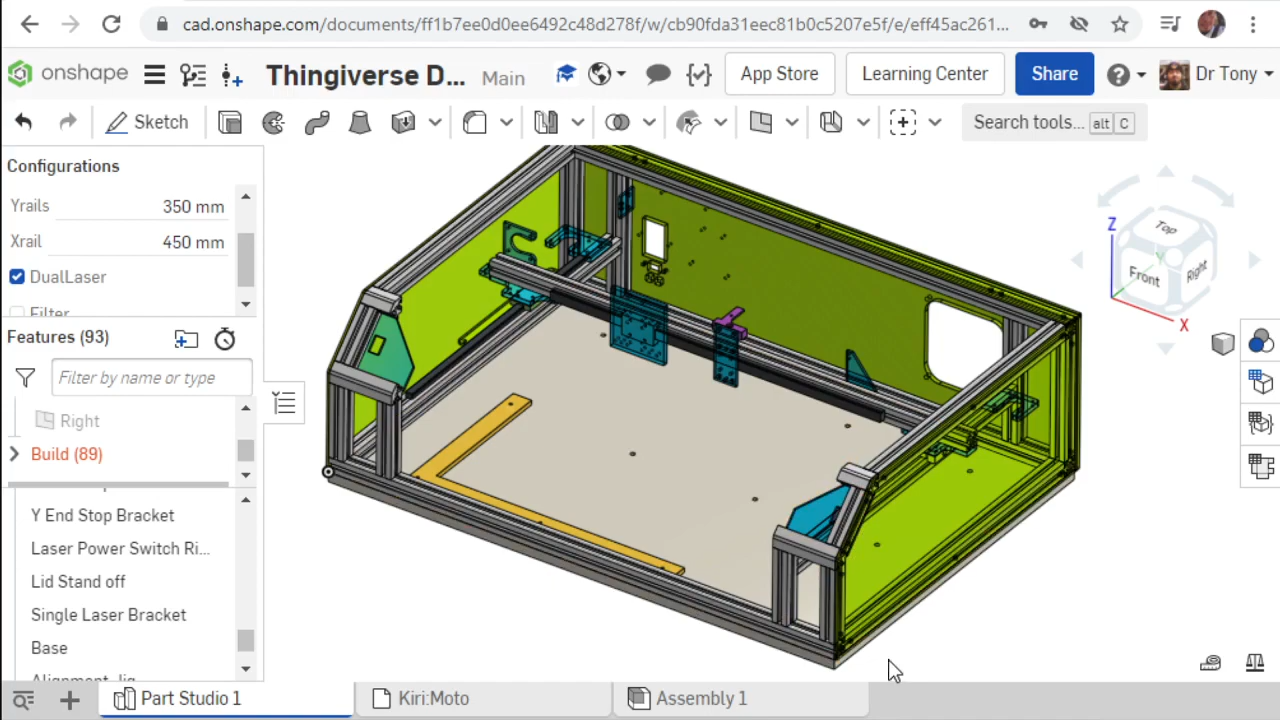 cad.onshape.com/documents/ff1b7ee0d0ee6492c48d278f/w/cb90fda31eec81b0c5207e5f/e/eff45ac261...
onshape
Thingiverse D... Main
App Store
Learning Center
Share
Dr Tony
Sketch
Search tools... alt C
Configurations
Yrails 350 mm
Xrail 450 mm
DualLaser
Filter
Features (93)
Filter by name or type
Right
Build (89)
Y End Stop Bracket
Laser Power Switch Ri...
Lid Stand off
Single Laser Bracket
Base
Alignment Jig
Z
Top
Y
Front
Right
X
Part Studio 1
Kiri:Moto
Assembly 1